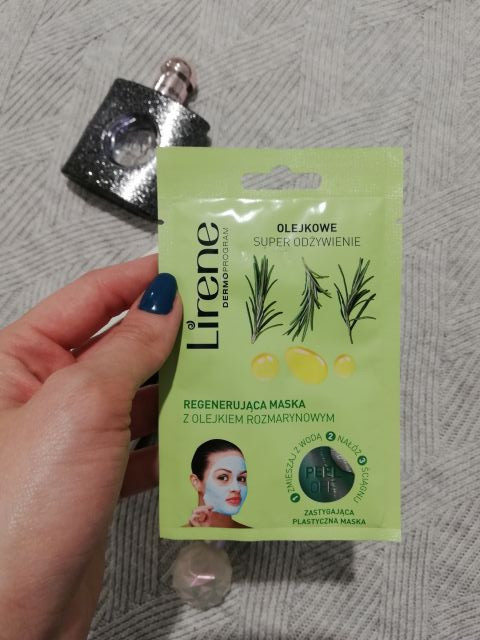 Lirene
DERMOPROGRAM
OLEJKOWE
SUPER ODŻYWIENIE
REGENERUJĄCA MASKA
Z OLEJKIEM ROZMARYNOWYM
1 ZMIESZAJ Z WODĄ 2 NAŁÓŻ 3 ŚCIĄGNIJ
PEEL
OFF
ZASTYGAJĄCA
PLASTYCZNA MASKA